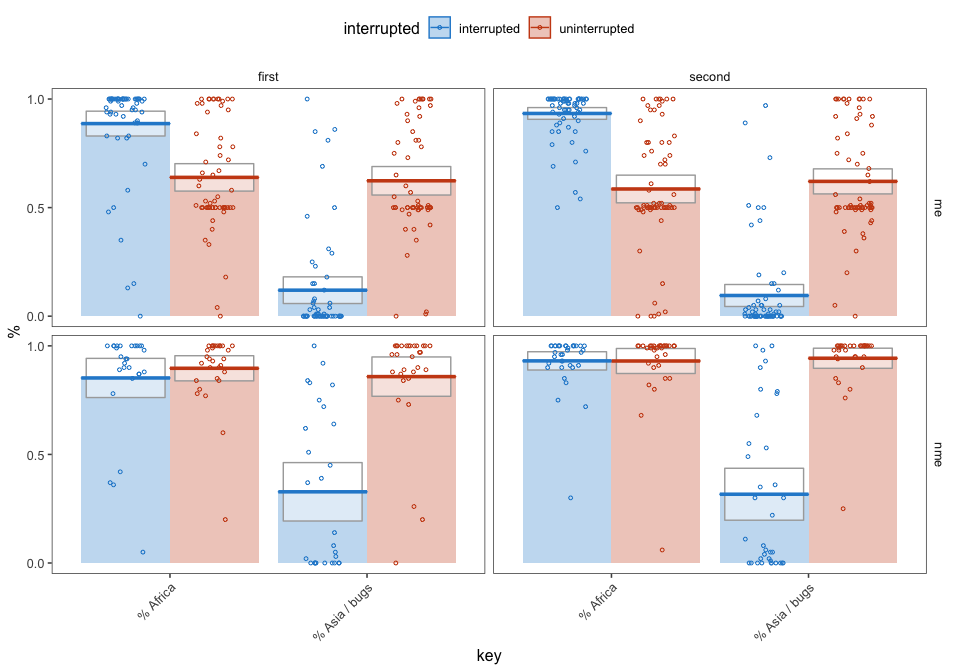 interrupted interrupted uninterrupted
first second
1.0
0.5
0.0
me
%
1.0
0.5
0.0
nme
% Africa % Asia / bugs % Africa % Asia / bugs
key